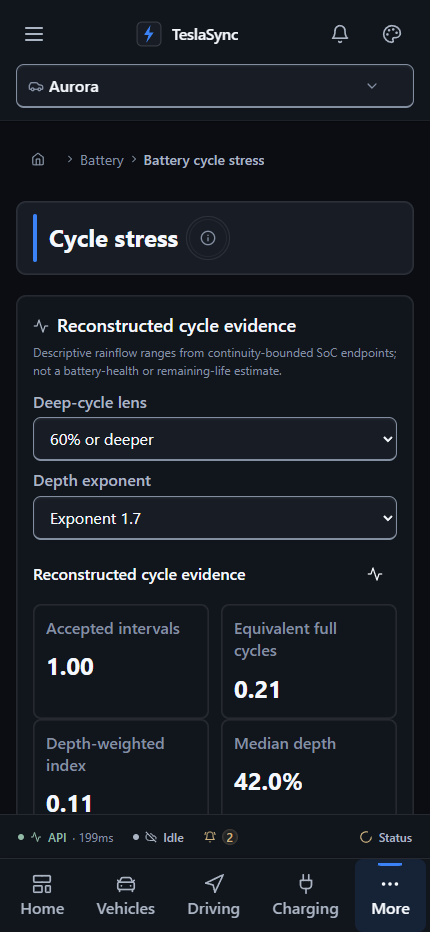 TeslaSync
Aurora
Battery
Battery cycle stress
Cycle stress
Reconstructed cycle evidence
Descriptive rainflow ranges from continuity-bounded SoC endpoints;
not a battery-health or remaining-life estimate.
Deep-cycle lens
60% or deeper
Depth exponent
Exponent 1.7
Reconstructed cycle evidence
Accepted intervals
1.00
Equivalent full
cycles
0.21
Depth-weighted
index
0.11
Median depth
42.0%
API · 199ms
Idle
2
Status
Home
Vehicles
Driving
Charging
More